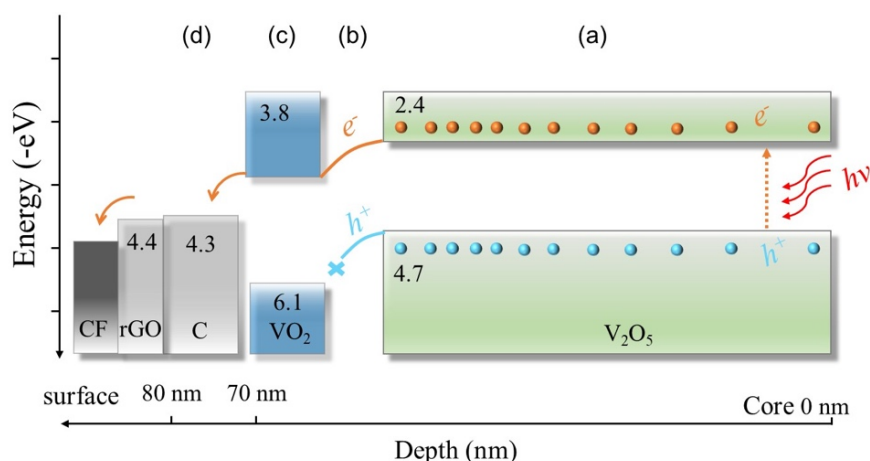 (d) (c) (b) (a)
Energy (-eV)
3.8
2.4
e-
e-
hν
h+
h+
4.4
4.3
4.7
6.1
CF rGO C VO₂ V₂O₅
surface 80 nm 70 nm Core 0 nm
Depth (nm)